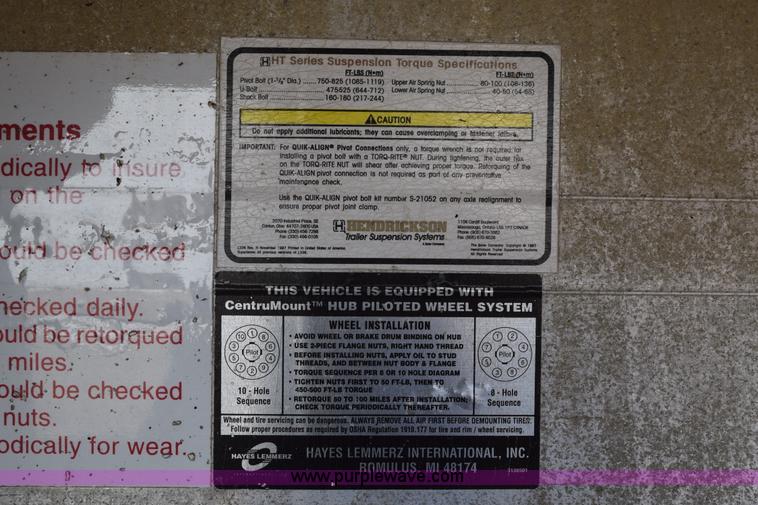 ments
dically to insure
on the
ould be checked
hecked daily.
ould be retorqued
miles.
ould be checked
nuts.
odically for wear.
HT Series Suspension Torque Specifications
FT-LBS (N•m) FT-LBS (N•m)
Pivot Bolt (1-1/8" Dia.) 750-825 (1085-1119) Upper Air Spring Nut 80-100 (108-136)
U-Bolt 475525 (644-712) Lower Air Spring Nut 40-50 (54-68)
Shock Bolt 160-180 (217-244)
CAUTION
Do not apply additional lubricants; they can cause overclamping or fastener failure.
IMPORTANT: For QUIK-ALIGN® Pivot Connections only, a torque wrench is not required for
installing a pivot bolt with a TORQ-RITE® NUT. During tightening, the outer hex
on the TORQ-RITE NUT will shear after achieving proper torque. Retorquing of the
QUIK-ALIGN pivot connection is not required as part of any preventative
maintenance check.
Use the QUIK-ALIGN pivot bolt kit number S-21052 on any axle realignment to
ensure proper pivot joint clamp.
HENDRICKSON
Trailer Suspension Systems
THIS VEHICLE IS EQUIPPED WITH
CentruMount™ HUB PILOTED WHEEL SYSTEM
WHEEL INSTALLATION
• AVOID WHEEL OR BRAKE DRUM BINDING ON HUB
• USE 2-PIECE FLANGE NUTS, RIGHT HAND THREAD
• BEFORE INSTALLING NUTS, APPLY OIL TO STUD
THREADS, AND BETWEEN NUT BODY & FLANGE
• TORQUE SEQUENCE PER 8 OR 10 HOLE DIAGRAM
• TIGHTEN NUTS FIRST TO 50 FT-LB, THEN TO
450-500 FT-LB TORQUE
• RETORQUE 50 TO 100 MILES AFTER INSTALLATION;
CHECK TORQUE PERIODICALLY THEREAFTER.
Pilot
10 - Hole
Sequence
Pilot
8 - Hole
Sequence
Wheel and tire servicing can be dangerous. ALWAYS REMOVE ALL AIR FIRST BEFORE DEMOUNTING TIRES.
Follow proper procedures as required by OSHA Regulation 1910.177 for tire and rim / wheel servicing.
HAYES LEMMERZ
HAYES LEMMERZ INTERNATIONAL, INC.
ROMULUS, MI 48174
www.purplewave.com